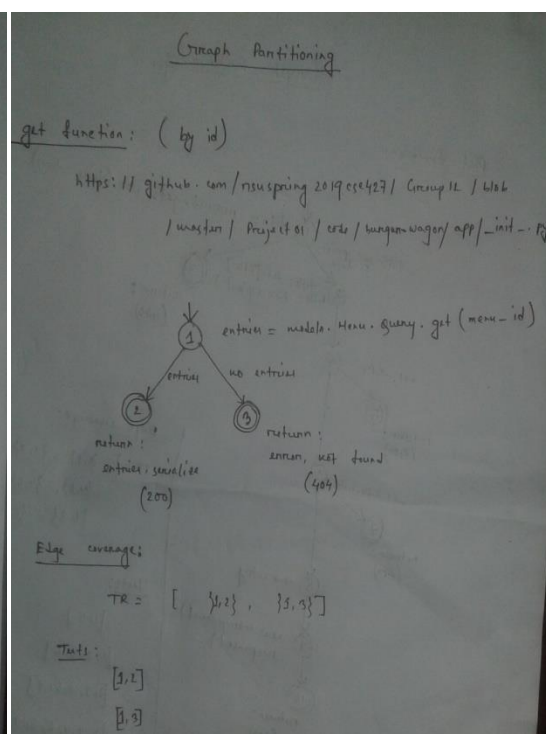 Graph Partitioning
get function: (by id)
https://github.com/nsuspring2019cse427/Group12/blob
/master/Project01/code/burger-wagon/app/_init_.py
1
entries = models.Menu.Query.get (menu_id)
entries
no entries
2
3
return:
entries.serialize
(200)
return:
error, not found
(404)
Edge coverage:
TR = [ {1,2}, {1,3}]
Tests:
[1,2]
[1,3]